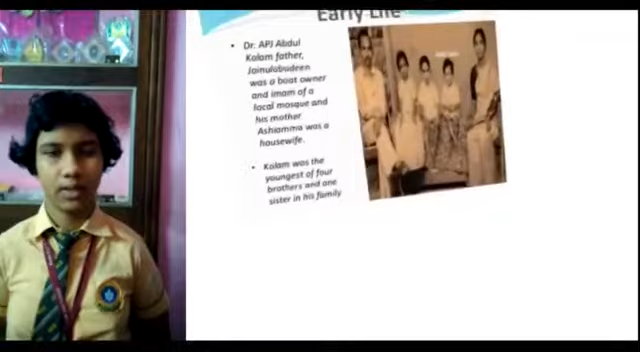 Early Life
• Dr. APJ Abdul
Kalam father,
Jainulabudeen
was a boat owner
and imam of a
local mosque and
his mother
Ashiamma was a
housewife.
• Kalam was the
youngest of four
brothers and one
sister in his family